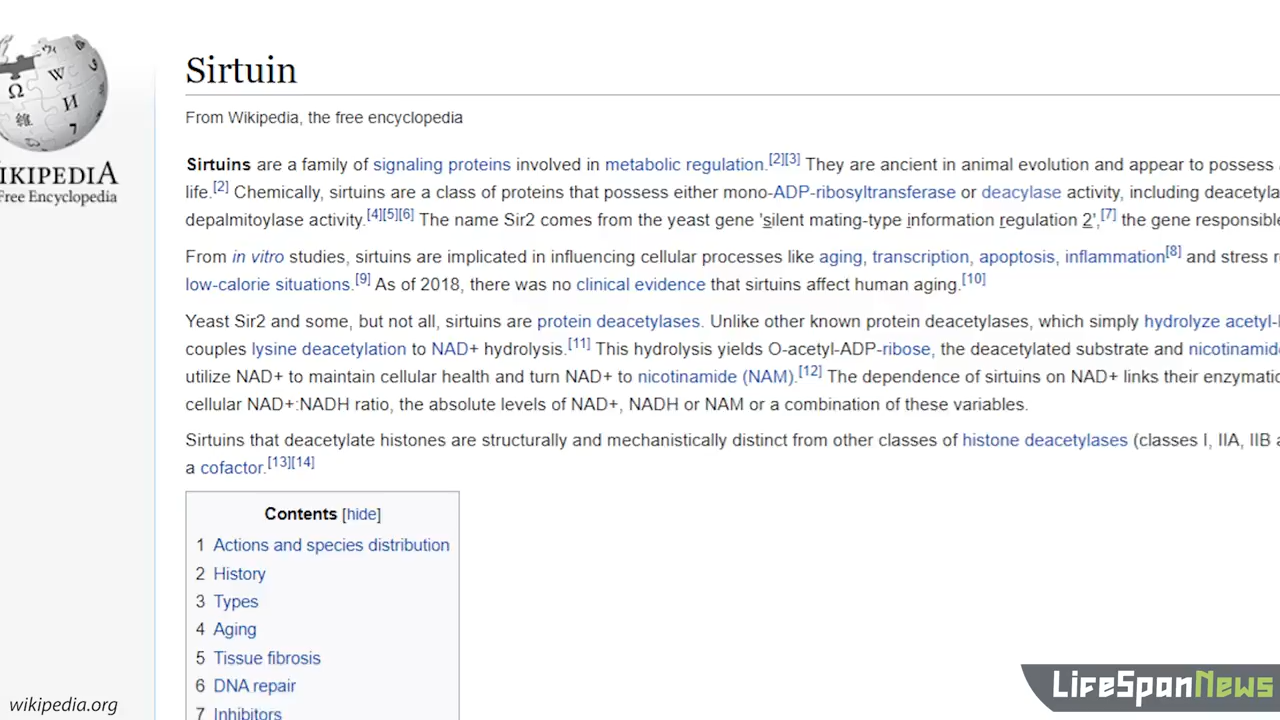 Sirtuin
From Wikipedia, the free encyclopedia
Sirtuins are a family of signaling proteins involved in metabolic regulation.[2][3] They are ancient in animal evolution and appear to possess
life.[2] Chemically, sirtuins are a class of proteins that possess either mono-ADP-ribosyltransferase or deacylase activity, including deacetyla
depalmitoylase activity.[4][5][6] The name Sir2 comes from the yeast gene 'silent mating-type information regulation 2',[7] the gene responsible
From in vitro studies, sirtuins are implicated in influencing cellular processes like aging, transcription, apoptosis, inflammation[8] and stress r
low-calorie situations.[9] As of 2018, there was no clinical evidence that sirtuins affect human aging.[10]
Yeast Sir2 and some, but not all, sirtuins are protein deacetylases. Unlike other known protein deacetylases, which simply hydrolyze acetyl-
couples lysine deacetylation to NAD+ hydrolysis.[11] This hydrolysis yields O-acetyl-ADP-ribose, the deacetylated substrate and nicotinamide
utilize NAD+ to maintain cellular health and turn NAD+ to nicotinamide (NAM).[12] The dependence of sirtuins on NAD+ links their enzymatic
cellular NAD+:NADH ratio, the absolute levels of NAD+, NADH or NAM or a combination of these variables.
Sirtuins that deacetylate histones are structurally and mechanistically distinct from other classes of histone deacetylases (classes I, IIA, IIB
a cofactor.[13][14]
Contents [hide]
1 Actions and species distribution
2 History
3 Types
4 Aging
5 Tissue fibrosis
6 DNA repair
7 Inhibitors
IKIPEDIA
Free Encyclopedia
wikipedia.org
LifeSpanNews